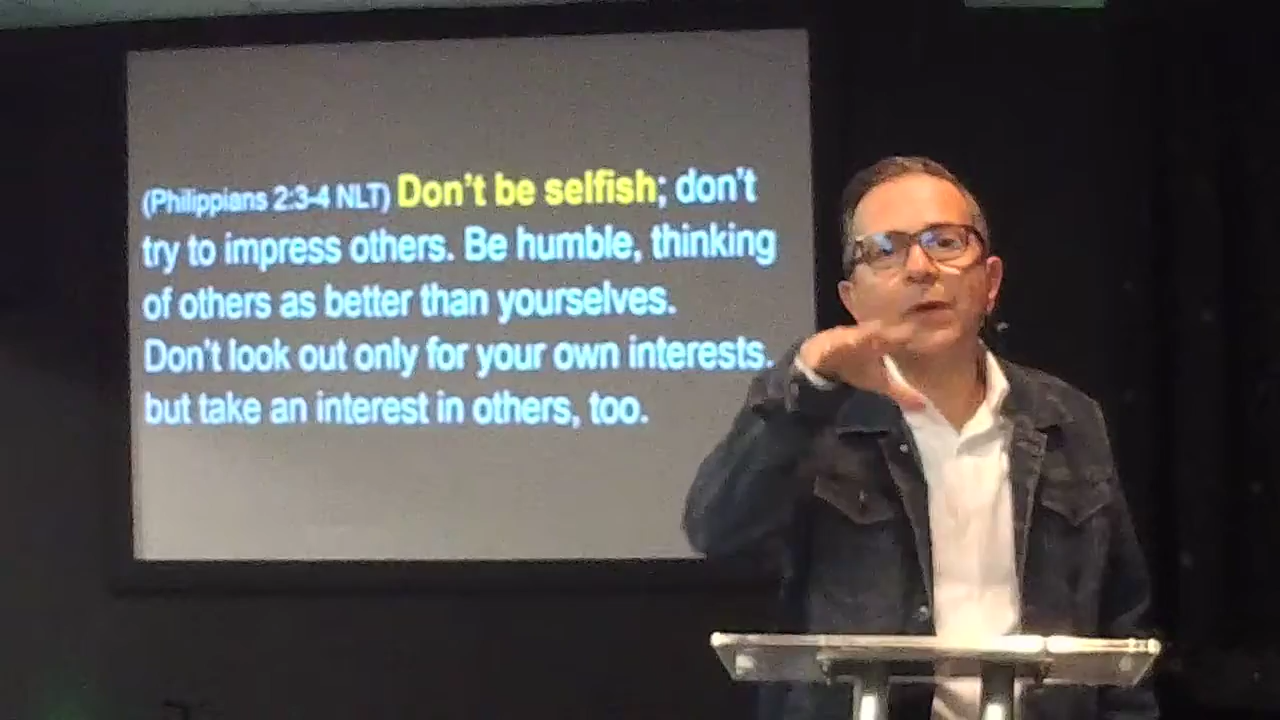 (Philippians 2:3-4 NLT) Don't be selfish; don't
try to impress others. Be humble, thinking
of others as better than yourselves.
Don't look out only for your own interests.
but take an interest in others, too.